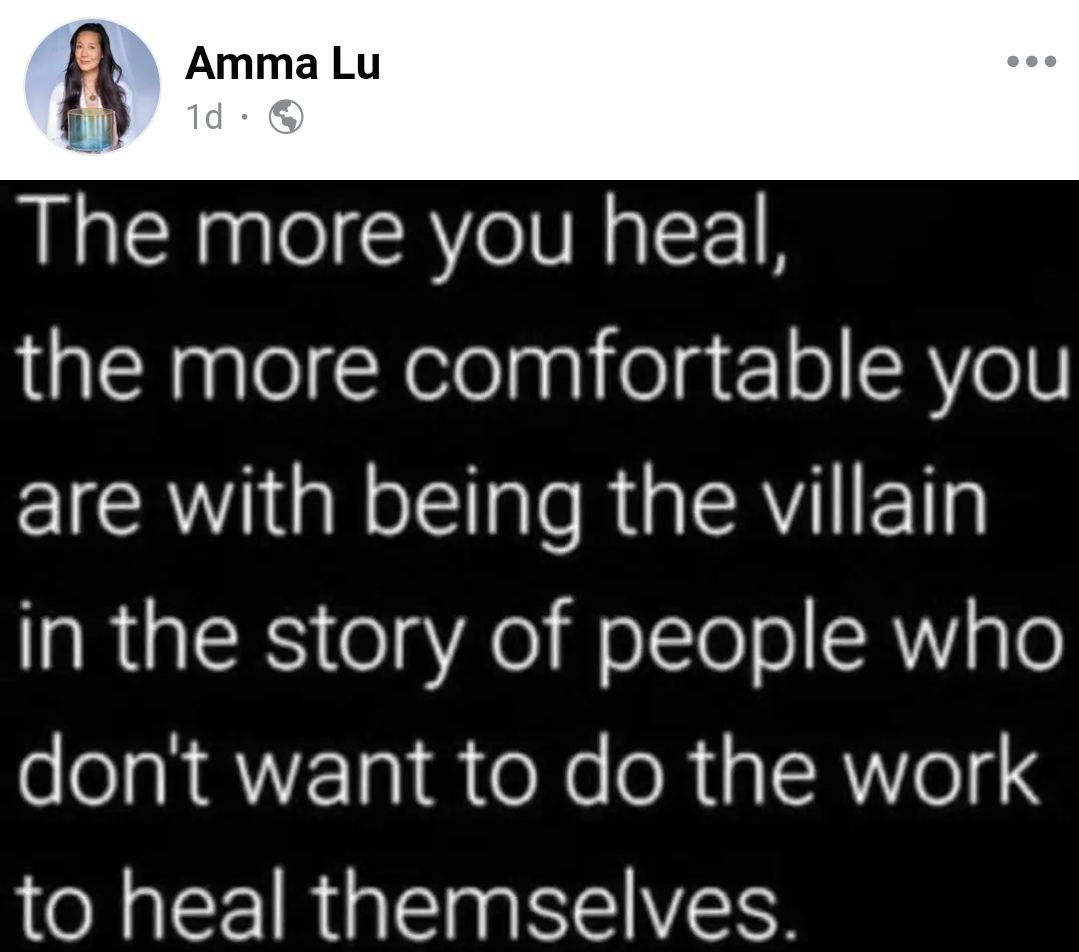 Amma Lu
1d ·
The more you heal,
the more comfortable you
are with being the villain
in the story of people who
don't want to do the work
to heal themselves.